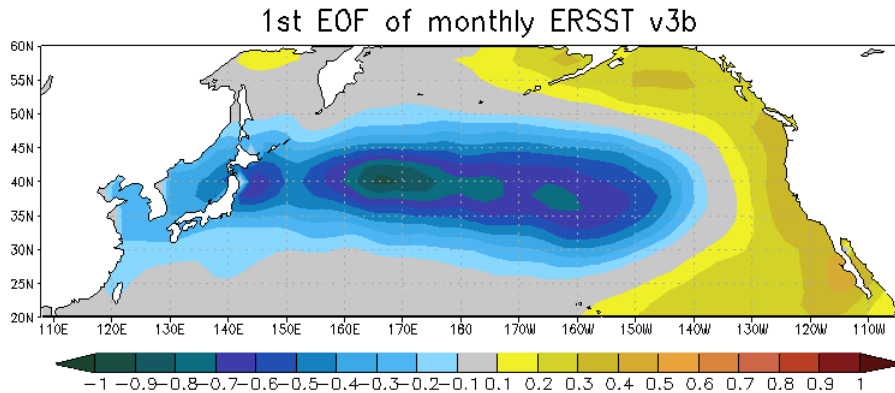 1st EOF of monthly ERSST v3b
60N
55N
50N
45N
40N
35N
30N
25N
20N
110E 120E 130E 140E 150E 160E 170E 180 170W 160W 150W 140W 130W 120W 110W
-1 -0.9 -0.8 -0.7 -0.6 -0.5 -0.4 -0.3 -0.2 -0.1 0.1 0.2 0.3 0.4 0.5 0.6 0.7 0.8 0.9 1